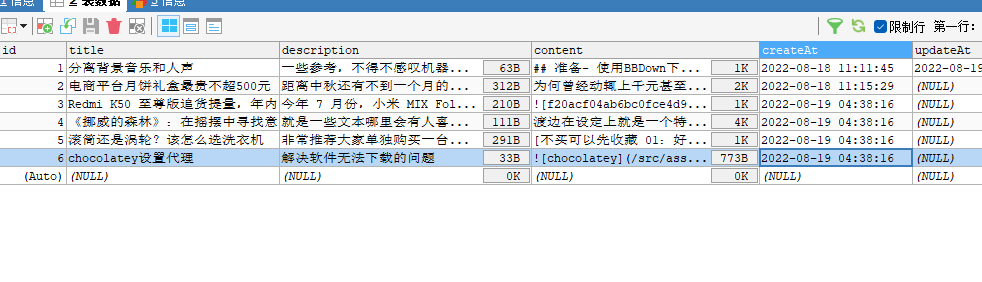 1 信息 2 表数据 3 信息
限制行 第一行:
id title description content createAt updateAt
1 分离背景音乐和人声 一些参考，不得不感叹机器... 63B ## 准备- 使用BBDown下... 1K 2022-08-18 11:11:45 2022-08-19
2 电商平台月饼礼盒最贵不超500元 距离中秋还有不到一个月的... 312B 为何曾经动辄上千元甚至... 2K 2022-08-18 11:15:29 (NULL)
3 Redmi K50 至尊版追货提量，年内 今年 7 月份，小米 MIX Fol... 210B ![f20acf04ab6bc0fce4d9... 1K 2022-08-19 04:38:16 (NULL)
4 《挪威的森林》：在摇摆中寻找意 就是一些文本哪里会有人喜... 111B 渡边在设定上就是一个特... 4K 2022-08-19 04:38:16 (NULL)
5 滚筒还是涡轮？该怎么选洗衣机 非常推荐大家单独购买一台... 291B [不买可以先收藏 01：好... 1K 2022-08-19 04:38:16 (NULL)
6 chocolatey设置代理 解决软件无法下载的问题 33B ![chocolatey](/src/ass... 773B 2022-08-19 04:38:16 (NULL)
(Auto) (NULL) (NULL) 0K (NULL) 0K (NULL) (NULL)